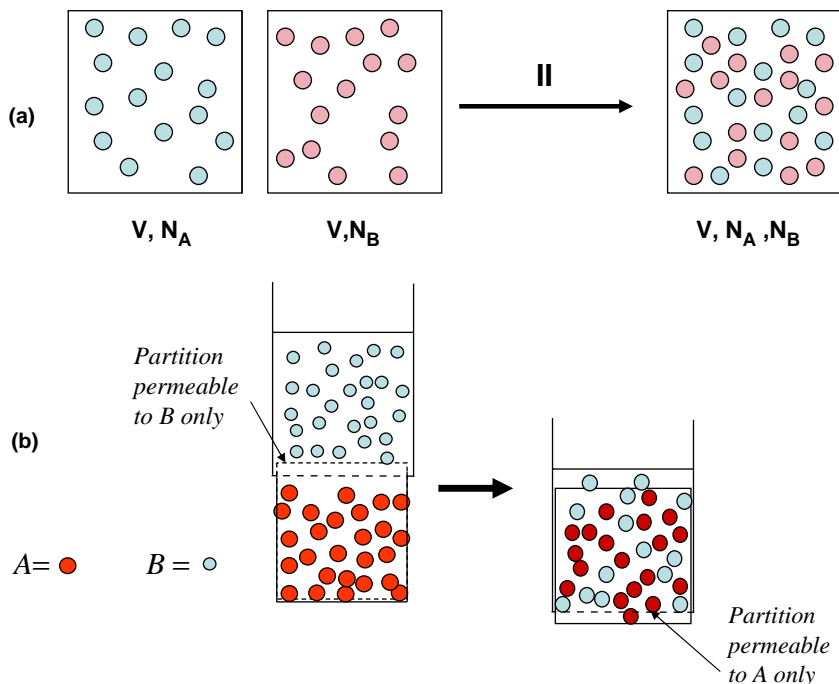 II
(a)
V, N_A
V,N_B
V, N_A ,N_B
Partition
permeable
to B only
(b)
A=
B =
Partition
permeable
to A only